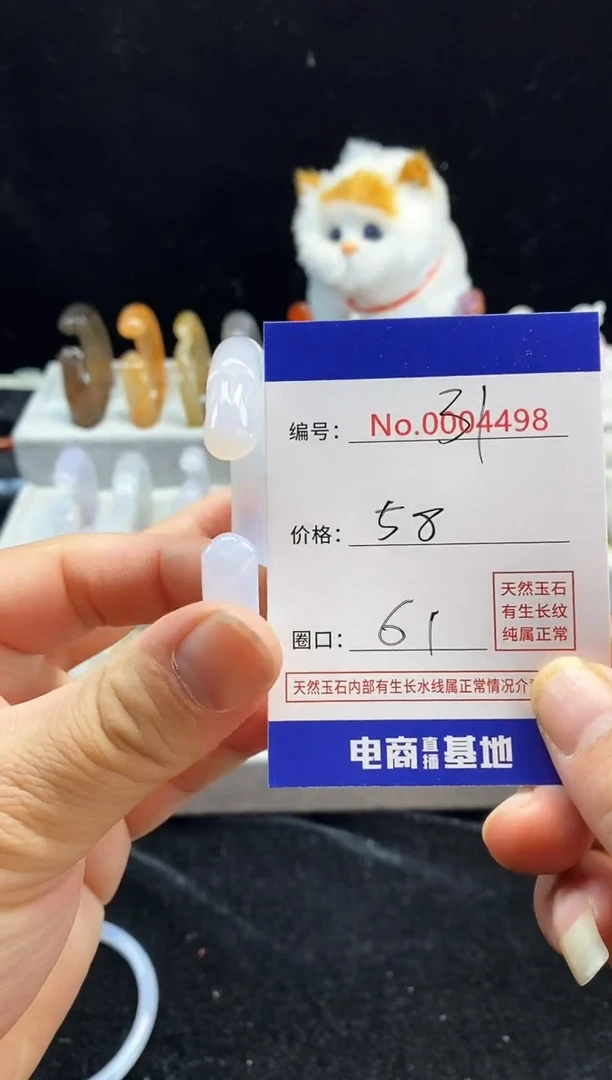 编号: No.0004498 31
价格: 58
天然玉石
有生长纹
纯属正常
圈口: 61
天然玉石内部有生长水线属正常情况介
电商直播基地